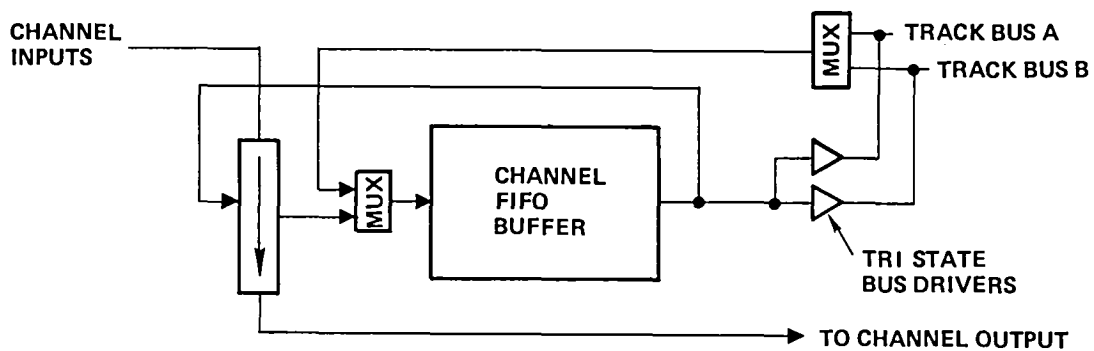 CHANNEL
INPUTS
MUX
TRACK BUS A
TRACK BUS B
MUX
CHANNEL
FIFO
BUFFER
TRI STATE
BUS DRIVERS
TO CHANNEL OUTPUT